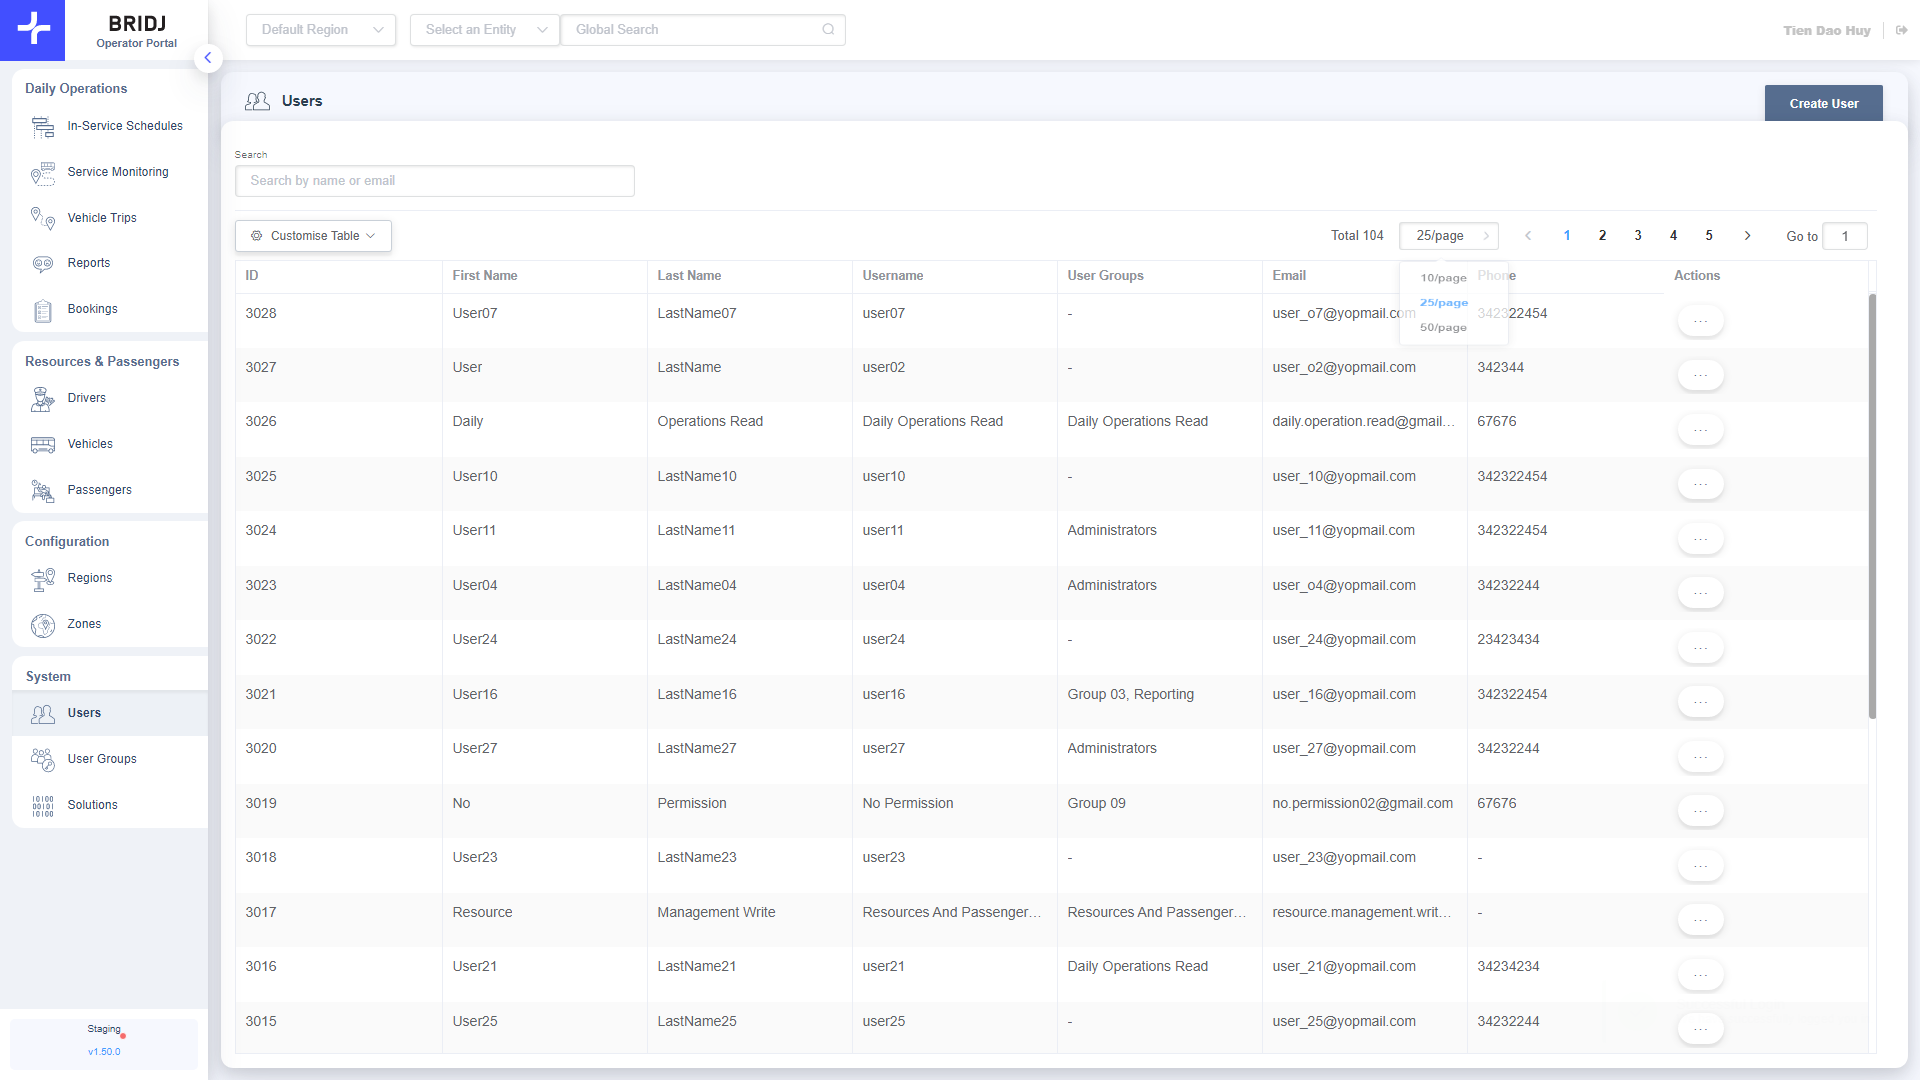 BRIDJ
Operator Portal
Default Region
Select an Entity
Global Search
Tien Dao Huy
Daily Operations
In-Service Schedules
Service Monitoring
Vehicle Trips
Reports
Bookings
Resources & Passengers
Drivers
Vehicles
Passengers
Configuration
Regions
Zones
System
Users
User Groups
10100
00101
10100
Solutions
Staging
v1.50.0
Users
Create User
Search
Search by name or email
Customise Table
Total 104 25/page 1 2 3 4 5 Go to 1
10/page
25/page
50/page
ID First Name Last Name Username User Groups Email Phone Actions
3028 User07 LastName07 user07 - user_o7@yopmail.com 342322454 ...
3027 User LastName user02 - user_o2@yopmail.com 342344 ...
3026 Daily Operations Read Daily Operations Read Daily Operations Read daily.operation.read@gmail... 67676 ...
3025 User10 LastName10 user10 - user_10@yopmail.com 342322454 ...
3024 User11 LastName11 user11 Administrators user_11@yopmail.com 342322454 ...
3023 User04 LastName04 user04 Administrators user_o4@yopmail.com 34232244 ...
3022 User24 LastName24 user24 - user_24@yopmail.com 23423434 ...
3021 User16 LastName16 user16 Group 03, Reporting user_16@yopmail.com 342322454 ...
3020 User27 LastName27 user27 Administrators user_27@yopmail.com 34232244 ...
3019 No Permission No Permission Group 09 no.permission02@gmail.com 67676 ...
3018 User23 LastName23 user23 - user_23@yopmail.com - ...
3017 Resource Management Write Resources And Passenger... Resources And Passenger... resource.management.writ... - ...
3016 User21 LastName21 user21 Daily Operations Read user_21@yopmail.com 34234234 ...
3015 User25 LastName25 user25 - user_25@yopmail.com 34232244 ...